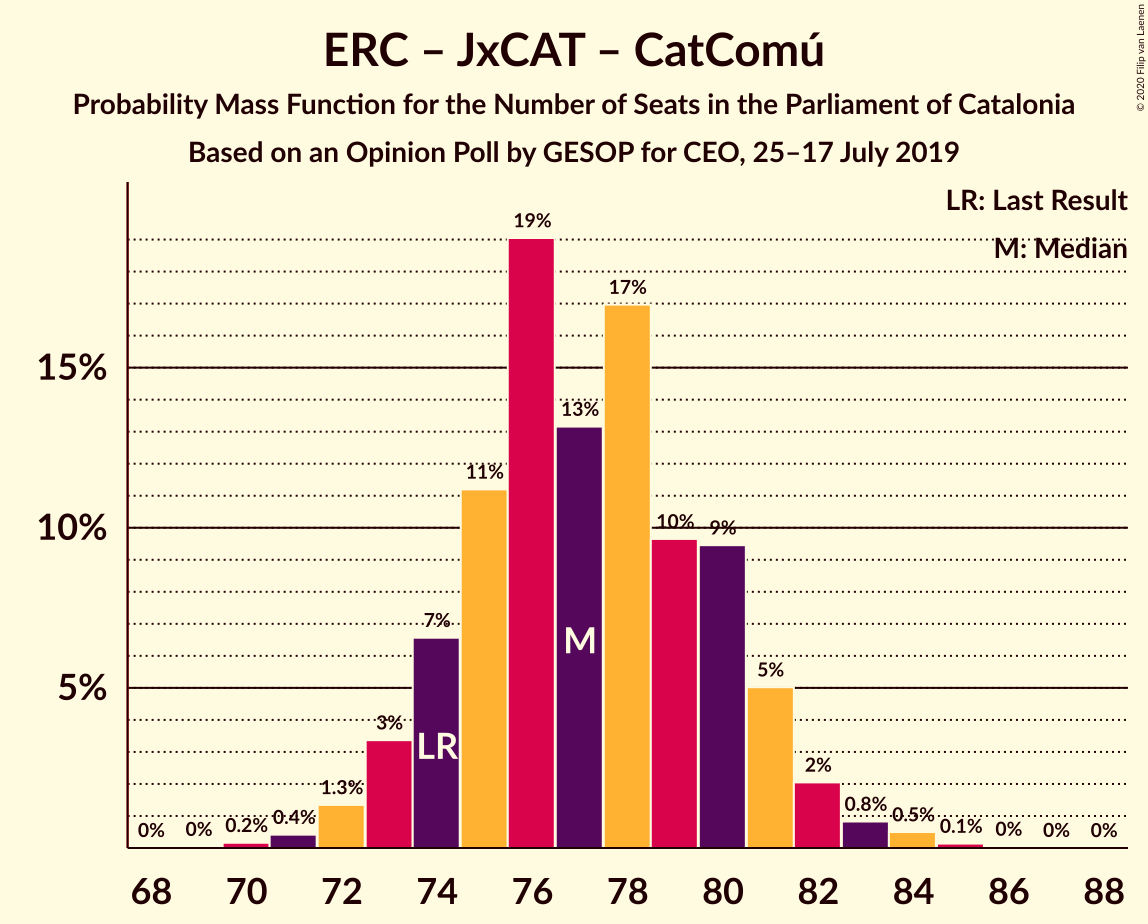 ERC – JxCAT – CatComú
Probability Mass Function for the Number of Seats in the Parliament of Catalonia
Based on an Opinion Poll by GESOP for CEO, 25–17 July 2019
© 2020 Filip van Laenen
LR: Last Result
M: Median
15%
10%
5%
0%
0%
0.2%
0.4%
1.3%
3%
7%
11%
19%
13%
17%
10%
9%
5%
2%
0.8%
0.5%
0.1%
0%
0%
0%
LR
M
68 70 72 74 76 78 80 82 84 86 88